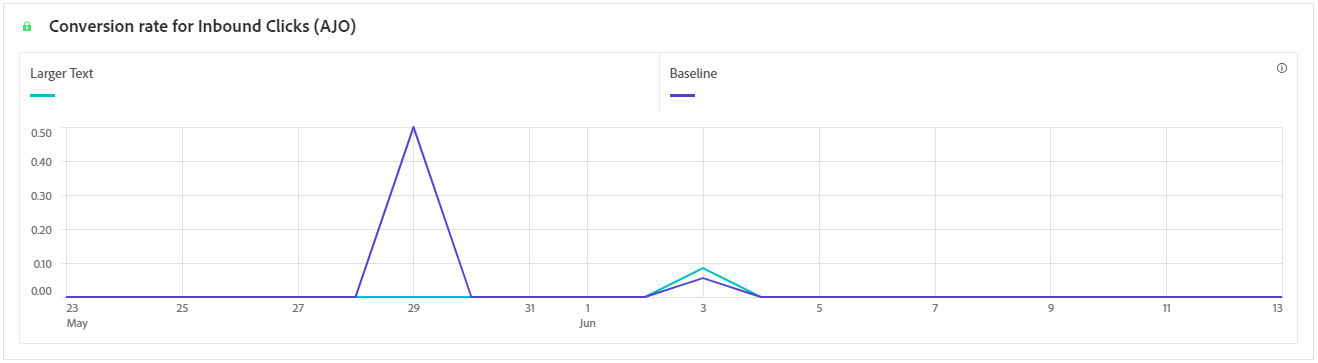 Conversion rate for Inbound Clicks (AJO)
Larger Text
Baseline
0.50
0.40
0.30
0.20
0.10
0.00
23 25 27 29 31 1 3 5 7 9 11 13
May Jun